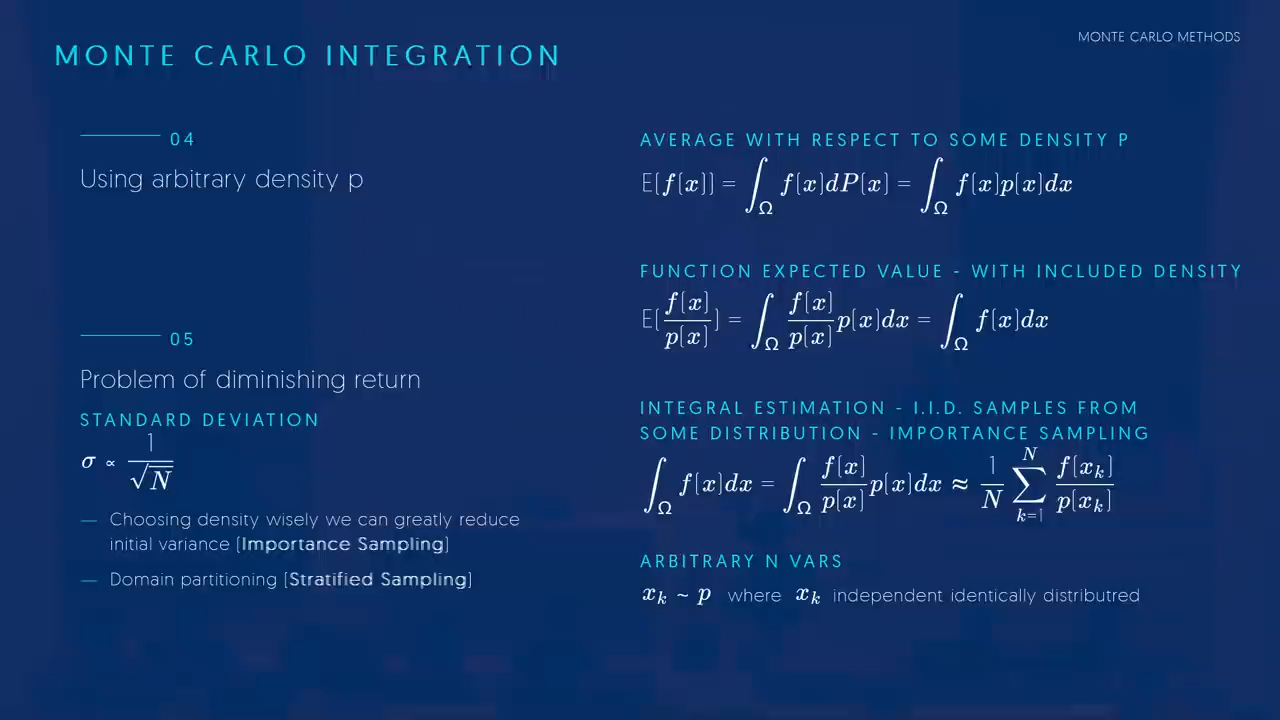 MONTE CARLO INTEGRATION
MONTE CARLO METHODS
04
Using arbitrary density p
05
Problem of diminishing return
STANDARD DEVIATION
σ ∝ 1/√N
— Choosing density wisely we can greatly reduce
initial variance [Importance Sampling]
— Domain partitioning [Stratified Sampling]
AVERAGE WITH RESPECT TO SOME DENSITY P
E[f[x]] = ∫_Ω f[x]dP[x] = ∫_Ω f[x]p[x]dx
FUNCTION EXPECTED VALUE - WITH INCLUDED DENSITY
E[f[x]/p[x]] = ∫_Ω f[x]/p[x] p[x]dx = ∫_Ω f[x]dx
INTEGRAL ESTIMATION - I.I.D. SAMPLES FROM
SOME DISTRIBUTION - IMPORTANCE SAMPLING
∫_Ω f[x]dx = ∫_Ω f[x]/p[x] p[x]dx ≈ 1/N ∑_{k=1}^{N} f[x_k]/p[x_k]
ARBITRARY N VARS
x_k ~ p where x_k independent identically distributred